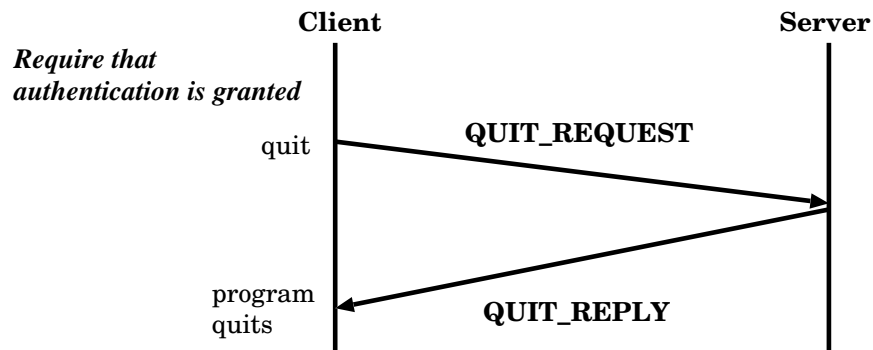 Client
Server
Require that
authentication is granted
quit
QUIT_REQUEST
program
quits
QUIT_REPLY